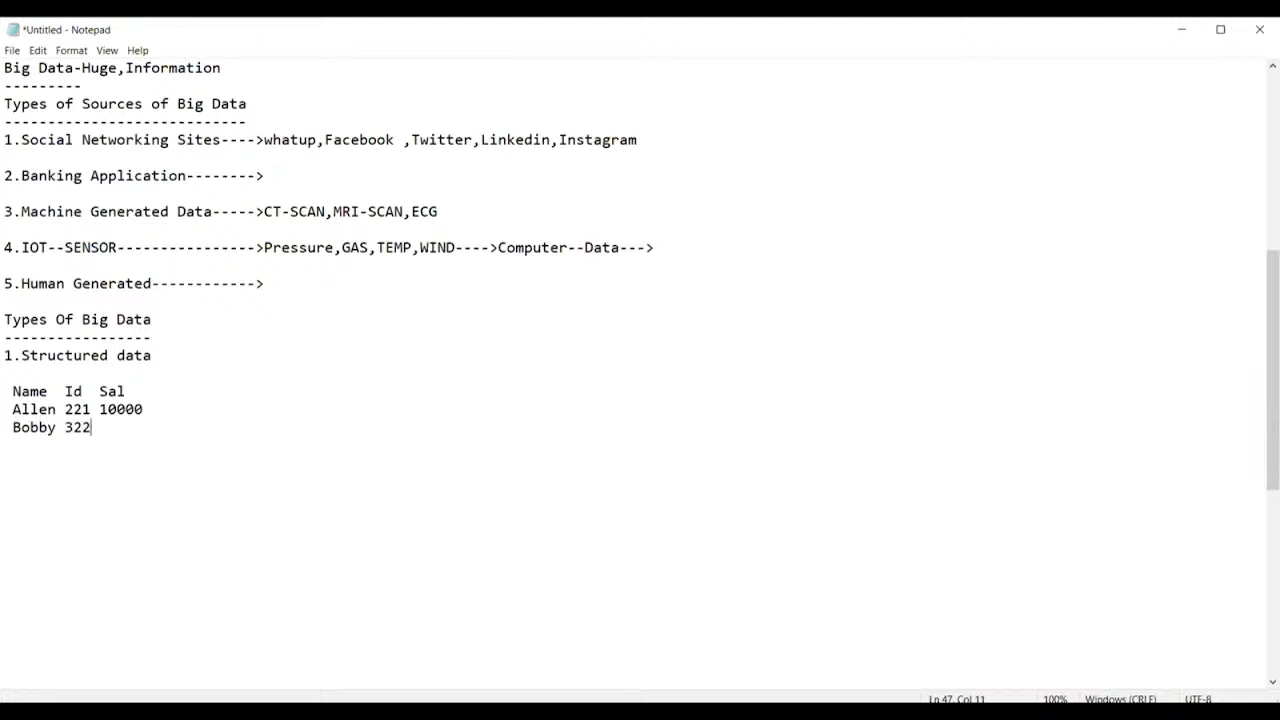 *Untitled - Notepad
File Edit Format View Help
Big Data-Huge,Information
---------
Types of Sources of Big Data
----------------------------
1.Social Networking Sites---->whatup,Facebook ,Twitter,Linkedin,Instagram
2.Banking Application-------->
3.Machine Generated Data----->CT-SCAN,MRI-SCAN,ECG
4.IOT--SENSOR---------------->Pressure,GAS,TEMP,WIND---->Computer--Data--->
5.Human Generated------------>
Types Of Big Data
-----------------
1.Structured data
Name Id Sal
Allen 221 10000
Bobby 322
Ln 47, Col 11 100% Windows (CRLF) UTF-8